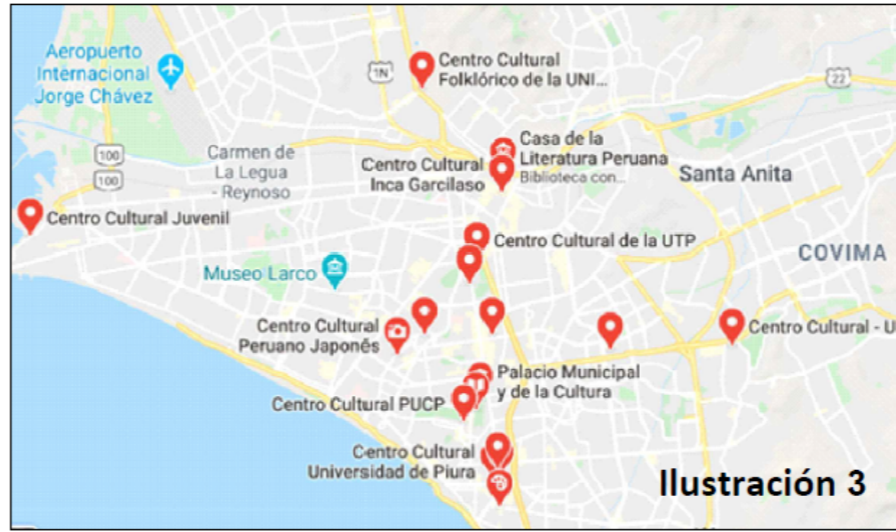 Aeropuerto
Internacional
Jorge Chávez
1N
Centro Cultural
Folklórico de la UNI...
22
100
100
Carmen de
La Legua
- Reynoso
Casa de la
Literatura Peruana
Biblioteca con...
Centro Cultural
Inca Garcilaso
Santa Anita
Centro Cultural Juvenil
Centro Cultural de la UTP
COVIMA
Museo Larco
Centro Cultural
Peruano Japonés
Centro Cultural - U
Palacio Municipal
y de la Cultura
Centro Cultural PUCP
Centro Cultural
Universidad de Piura
Ilustración 3